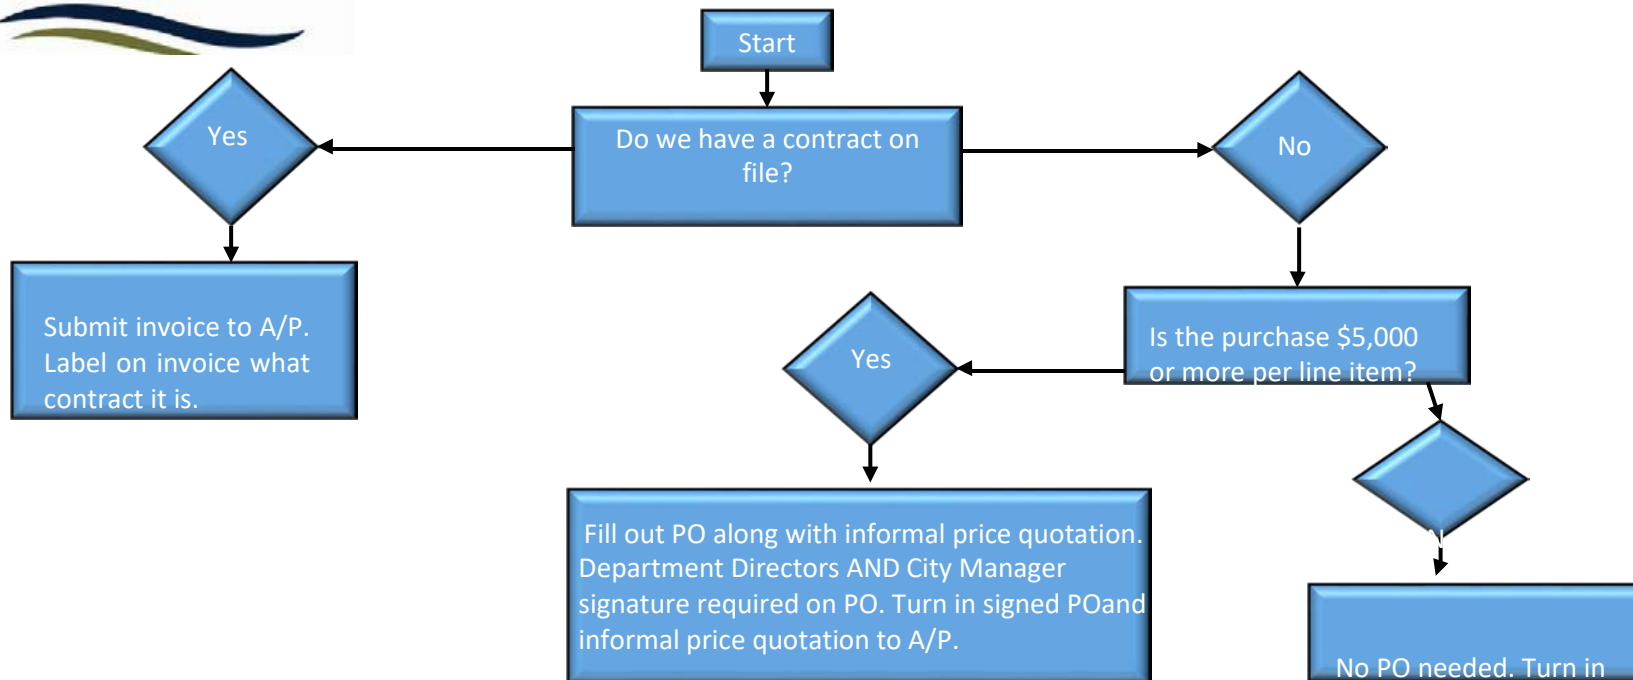 Start
Do we have a contract on
file?
Yes
No
Submit invoice to A/P.
Label on invoice what
contract it is.
Is the purchase $5,000
or more per line item?
Yes
N
Fill out PO along with informal price quotation.
Department Directors AND City Manager
signature required on PO. Turn in signed POand
informal price quotation to A/P.
No PO needed. Turn in